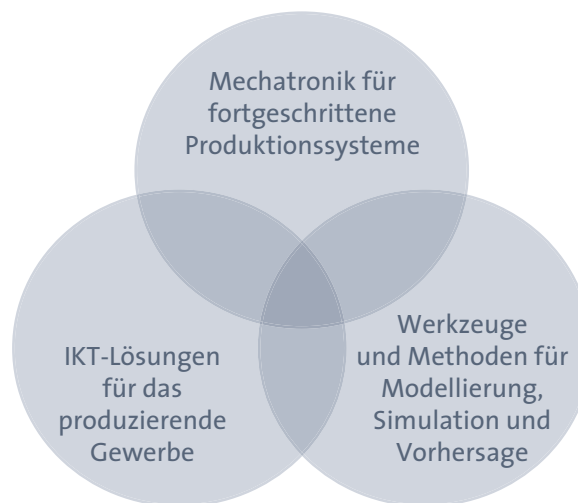 Mechatronik für
fortgeschrittene
Produktionssysteme
IKT-Lösungen
für das
produzierende
Gewerbe
Werkzeuge
und Methoden für
Modellierung,
Simulation und
Vorhersage